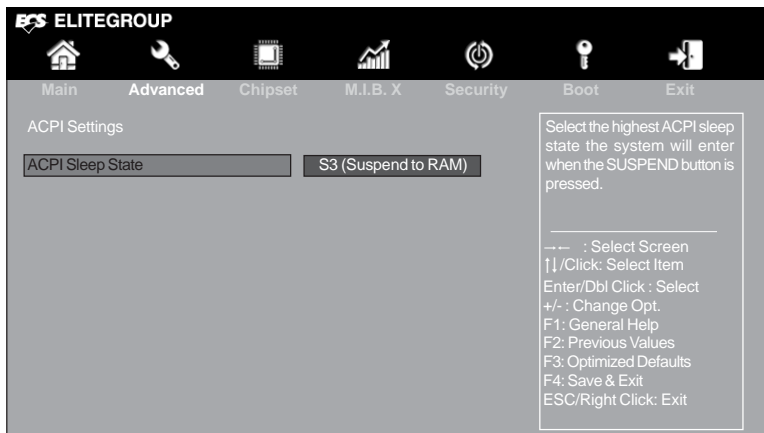 ECS ELITEGROUP
Main Advanced Chipset M.I.B. X Security Boot Exit
ACPI Settings
ACPI Sleep State S3 (Suspend to RAM)
Select the highest ACPI sleep
state the system will enter
when the SUSPEND button is
pressed.
→← : Select Screen
↑↓/Click: Select Item
Enter/Dbl Click : Select
+/- : Change Opt.
F1: General Help
F2: Previous Values
F3: Optimized Defaults
F4: Save & Exit
ESC/Right Click: Exit